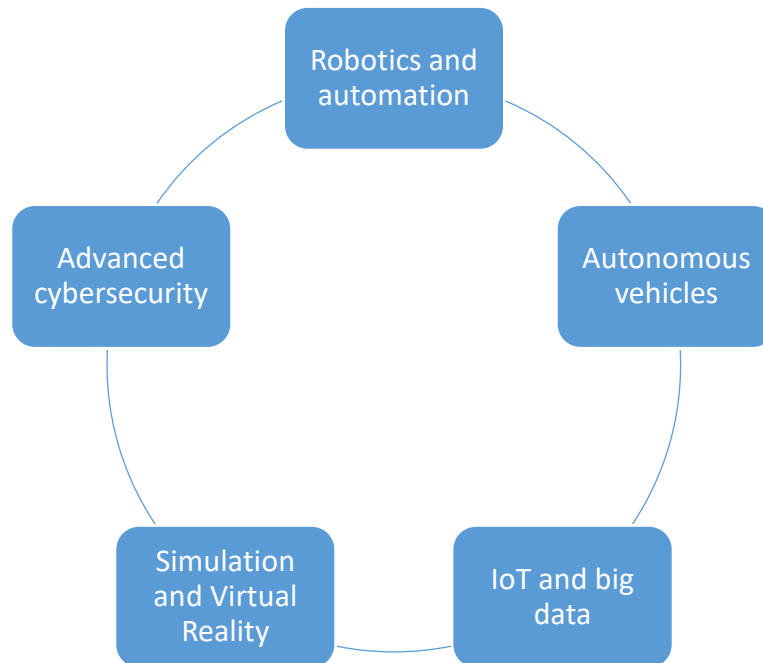 Robotics and
automation
Autonomous
vehicles
IoT and big
data
Simulation
and Virtual
Reality
Advanced
cybersecurity